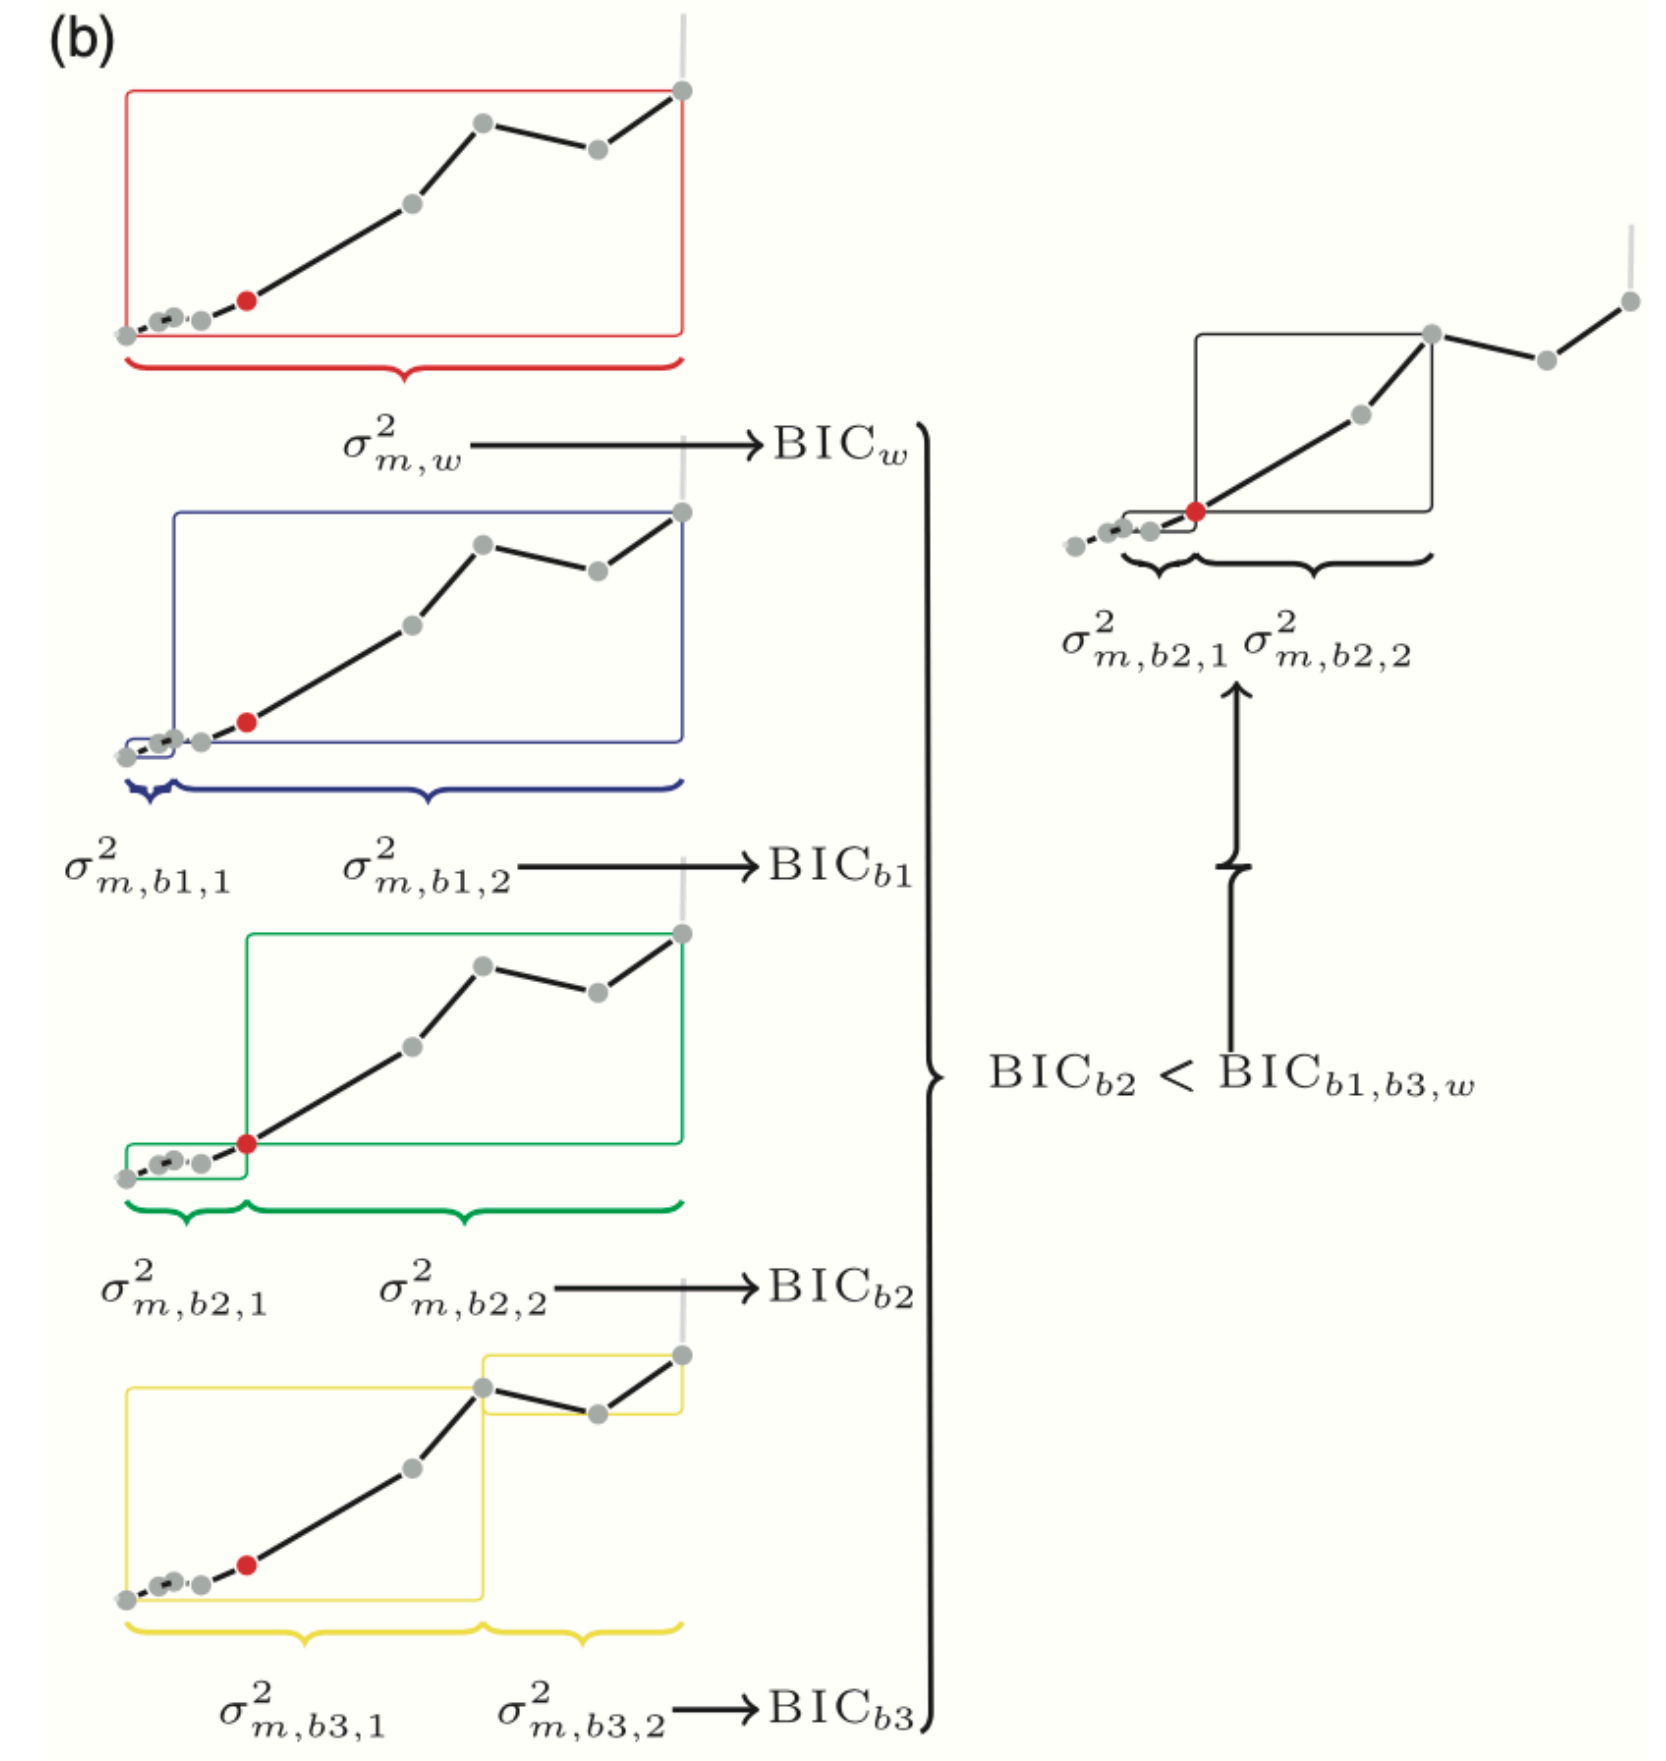 (b)
σ²m,w → BICw
σ²m,b1,1 σ²m,b1,2 → BICb1
σ²m,b2,1 σ²m,b2,2 → BICb2
σ²m,b3,1 σ²m,b3,2 → BICb3
σ²m,b2,1 σ²m,b2,2
BICb2 < BICb1,b3,w